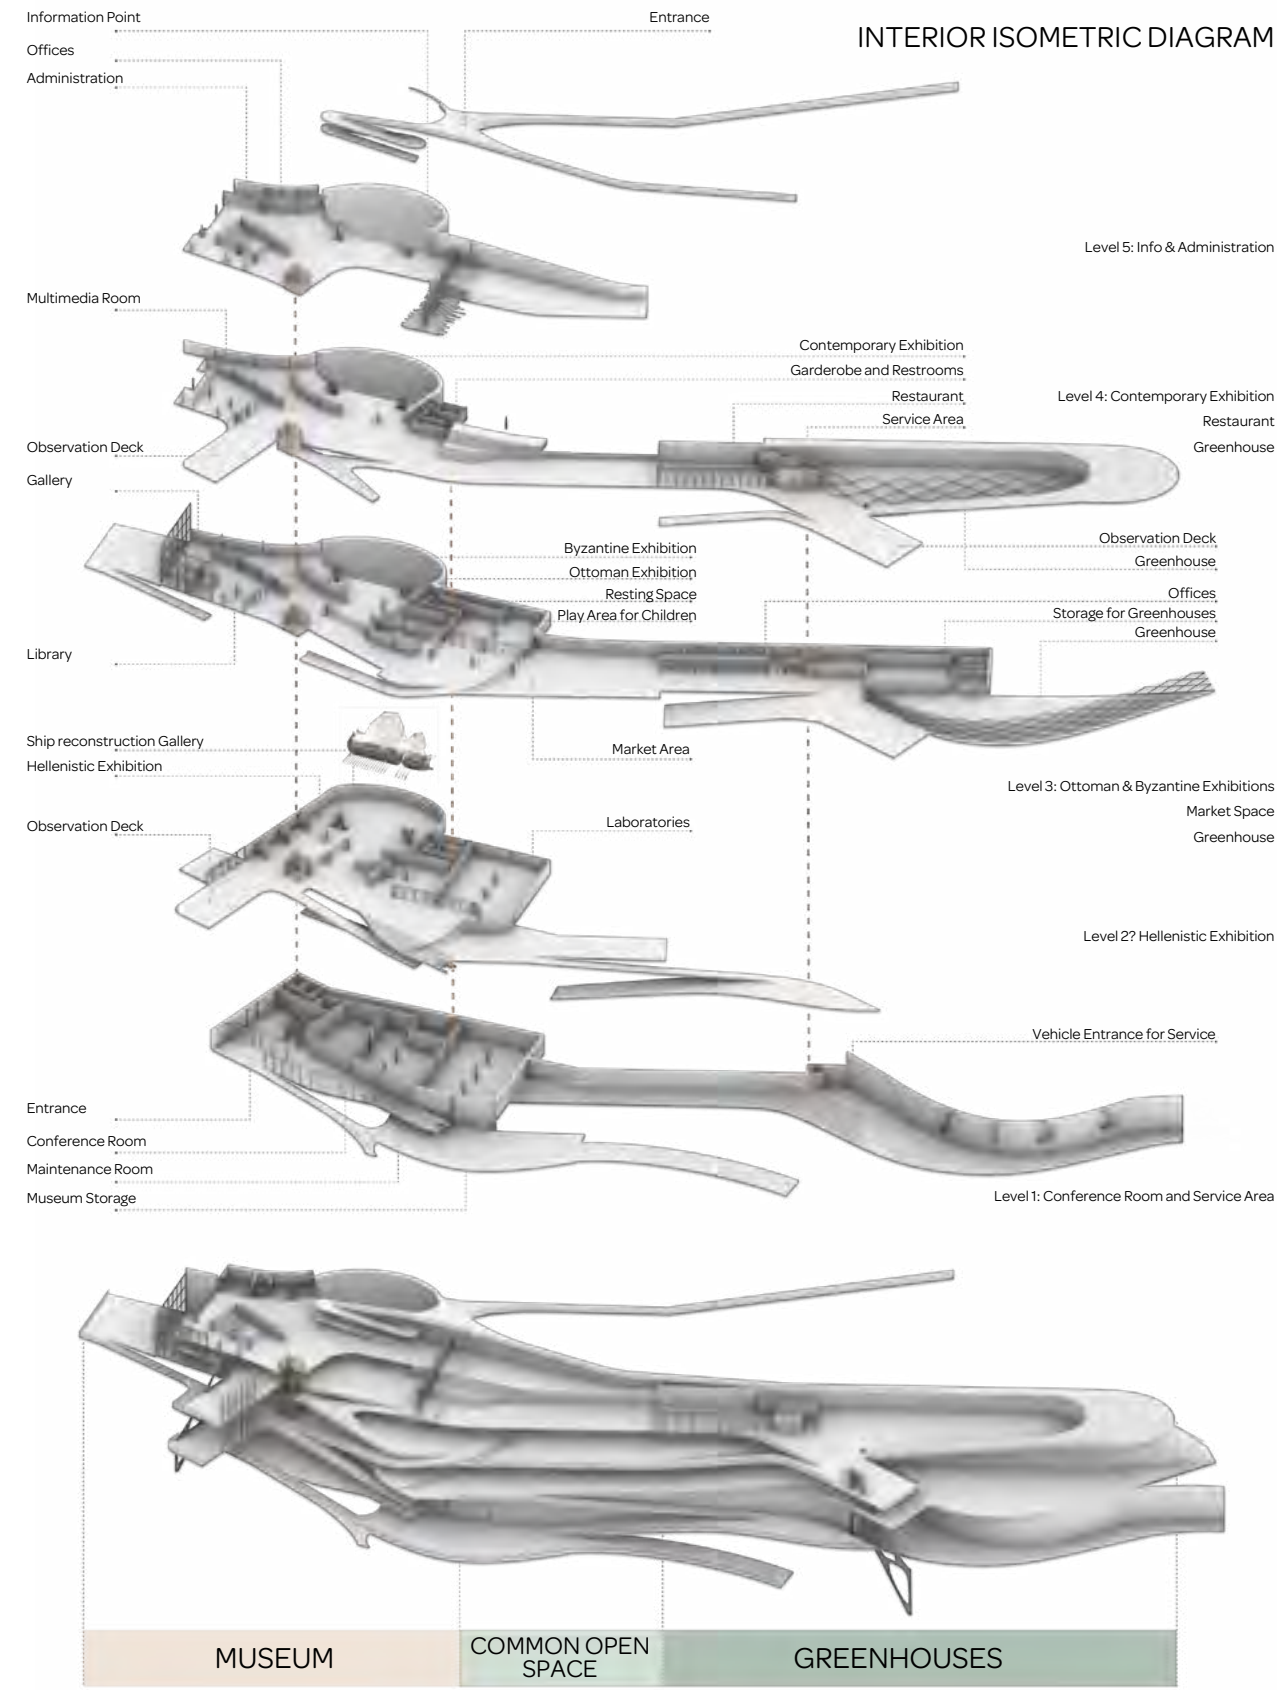 Information Point
Entrance
INTERIOR ISOMETRIC DIAGRAM
Offices
Administration
Level 5: Info & Administration
Multimedia Room
Contemporary Exhibition
Garderobe and Restrooms
Restaurant
Service Area
Level 4: Contemporary Exhibition
Restaurant
Greenhouse
Observation Deck
Gallery
Byzantine Exhibition
Ottoman Exhibition
Resting Space
Play Area for Children
Observation Deck
Greenhouse
Offices
Storage for Greenhouses
Greenhouse
Library
Ship reconstruction Gallery
Hellenistic Exhibition
Market Area
Level 3: Ottoman & Byzantine Exhibitions
Market Space
Greenhouse
Observation Deck
Laboratories
Level 2? Hellenistic Exhibition
Vehicle Entrance for Service
Entrance
Conference Room
Maintenance Room
Museum Storage
Level 1: Conference Room and Service Area
MUSEUM
COMMON OPEN
SPACE
GREENHOUSES